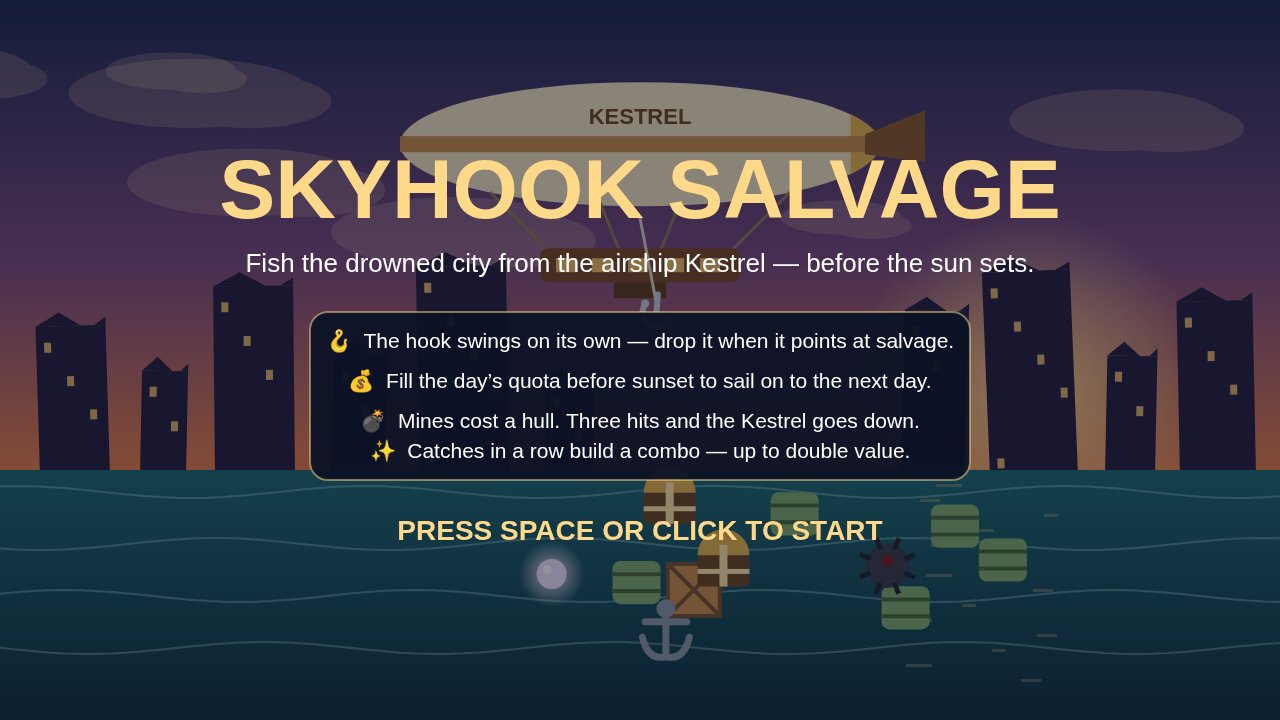 KESTREL
SKYHOOK SALVAGE
Fish the drowned city from the airship Kestrel — before the sun sets.
🪝 The hook swings on its own — drop it when it points at salvage.
💰 Fill the day’s quota before sunset to sail on to the next day.
💣 Mines cost a hull. Three hits and the Kestrel goes down.
✨ Catches in a row build a combo — up to double value.
PRESS SPACE OR CLICK TO START